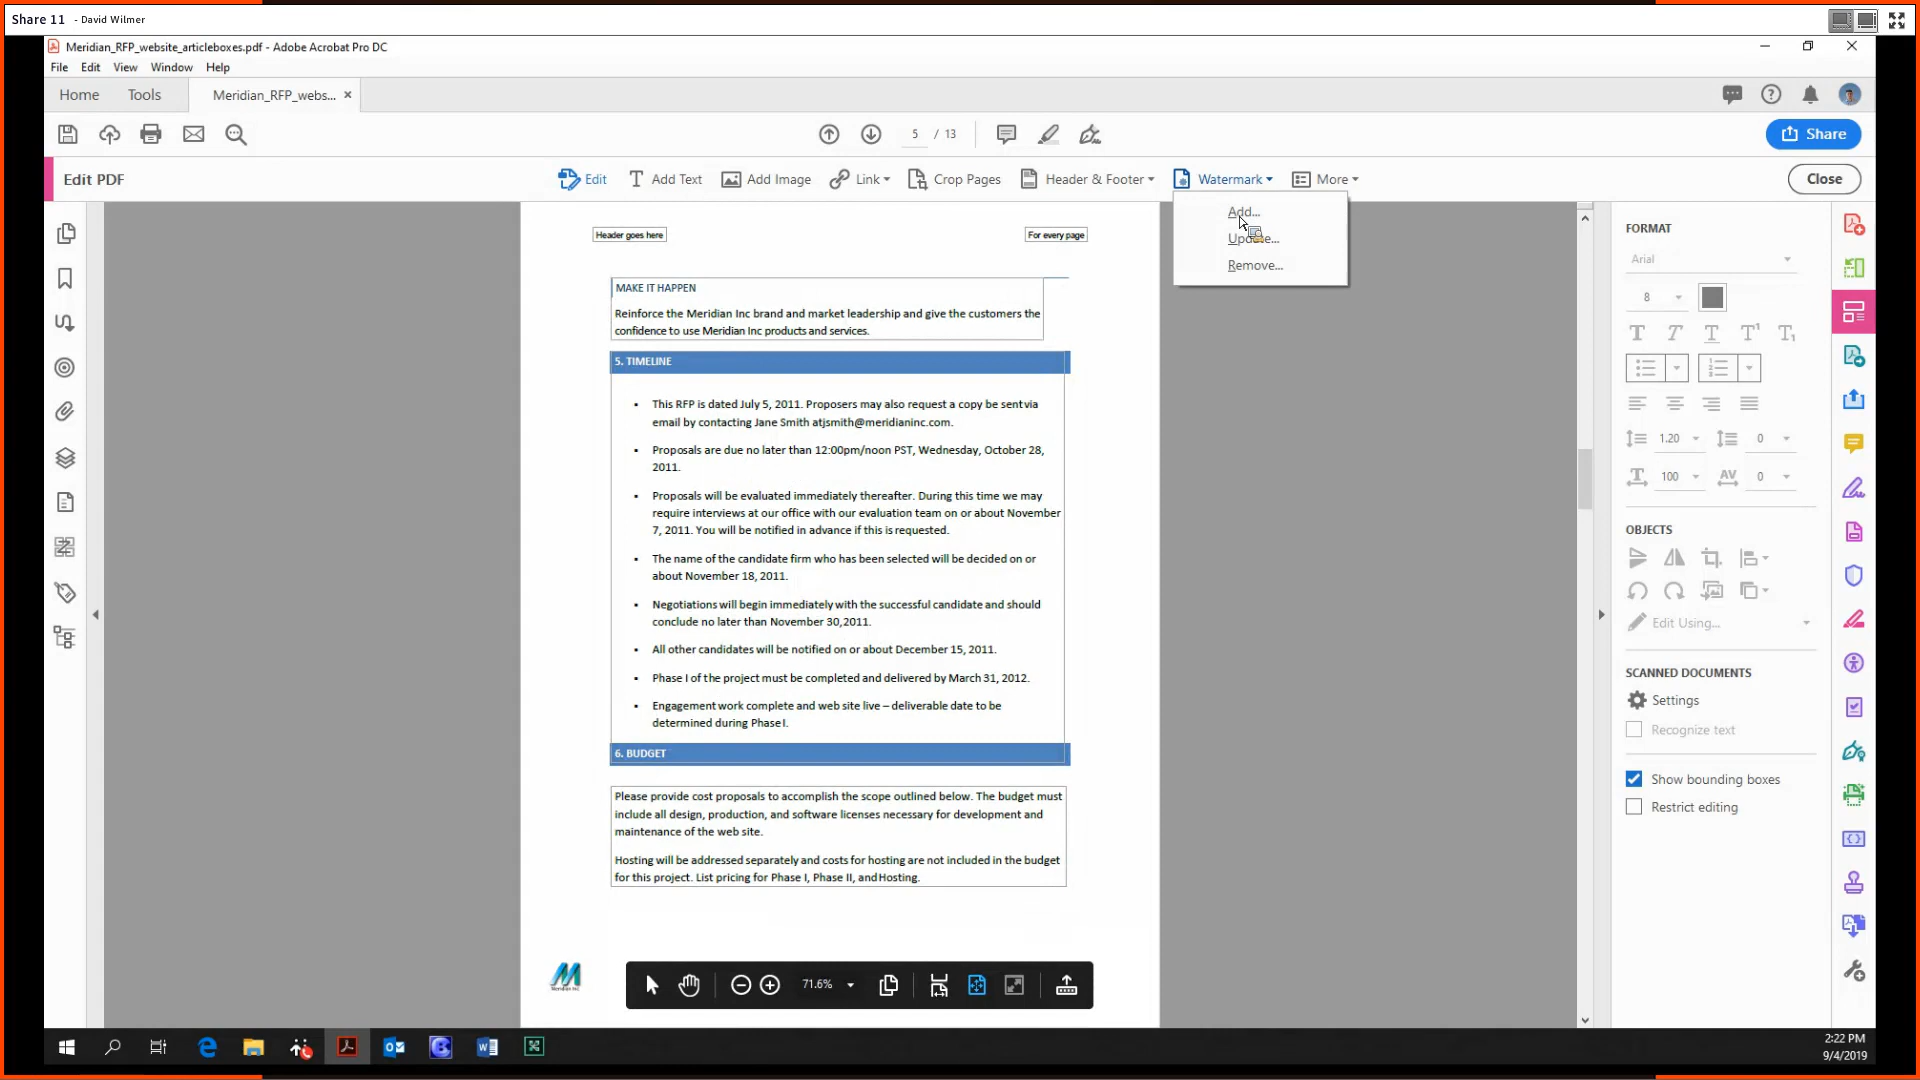 Share 11 - David Wilmer
Meridian_RFP_website_articleboxes.pdf - Adobe Acrobat Pro DC
File Edit View Window Help
Home Tools Meridian_RFP_webs... ×
5 / 13
Share
Edit PDF Edit Add Text Add Image Link Crop Pages Header & Footer Watermark More Close
Add...
Remove...
Header goes here For every page
MAKE IT HAPPEN
Reinforce the Meridian Inc brand and market leadership and give the customers the
confidence to use Meridian Inc products and services.
5. TIMELINE
▪ This RFP is dated July 5, 2011. Proposers may also request a copy be sent via
email by contacting Jane Smith atjsmith@meridianinc.com.
▪ Proposals are due no later than 12:00pm/noon PST, Wednesday, October 28,
2011.
▪ Proposals will be evaluated immediately thereafter. During this time we may
require interviews at our office with our evaluation team on or about November
7, 2011. You will be notified in advance if this is requested.
▪ The name of the candidate firm who has been selected will be decided on or
about November 18, 2011.
▪ Negotiations will begin immediately with the successful candidate and should
conclude no later than November 30,2011.
▪ All other candidates will be notified on or about December 15, 2011.
▪ Phase I of the project must be completed and delivered by March 31, 2012.
▪ Engagement work complete and web site live – deliverable date to be
determined during Phase I.
6. BUDGET
Please provide cost proposals to accomplish the scope outlined below. The budget must
include all design, production, and software licenses necessary for development and
maintenance of the web site.
Hosting will be addressed separately and costs for hosting are not included in the budget
for this project. List pricing for Phase I, Phase II, and Hosting.
Meridian Inc
71.6%
FORMAT
Arial
8
1.20 0
100 AV 0
OBJECTS
Edit Using...
SCANNED DOCUMENTS
Settings
Recognize text
Show bounding boxes
Restrict editing
2:22 PM
9/4/2019